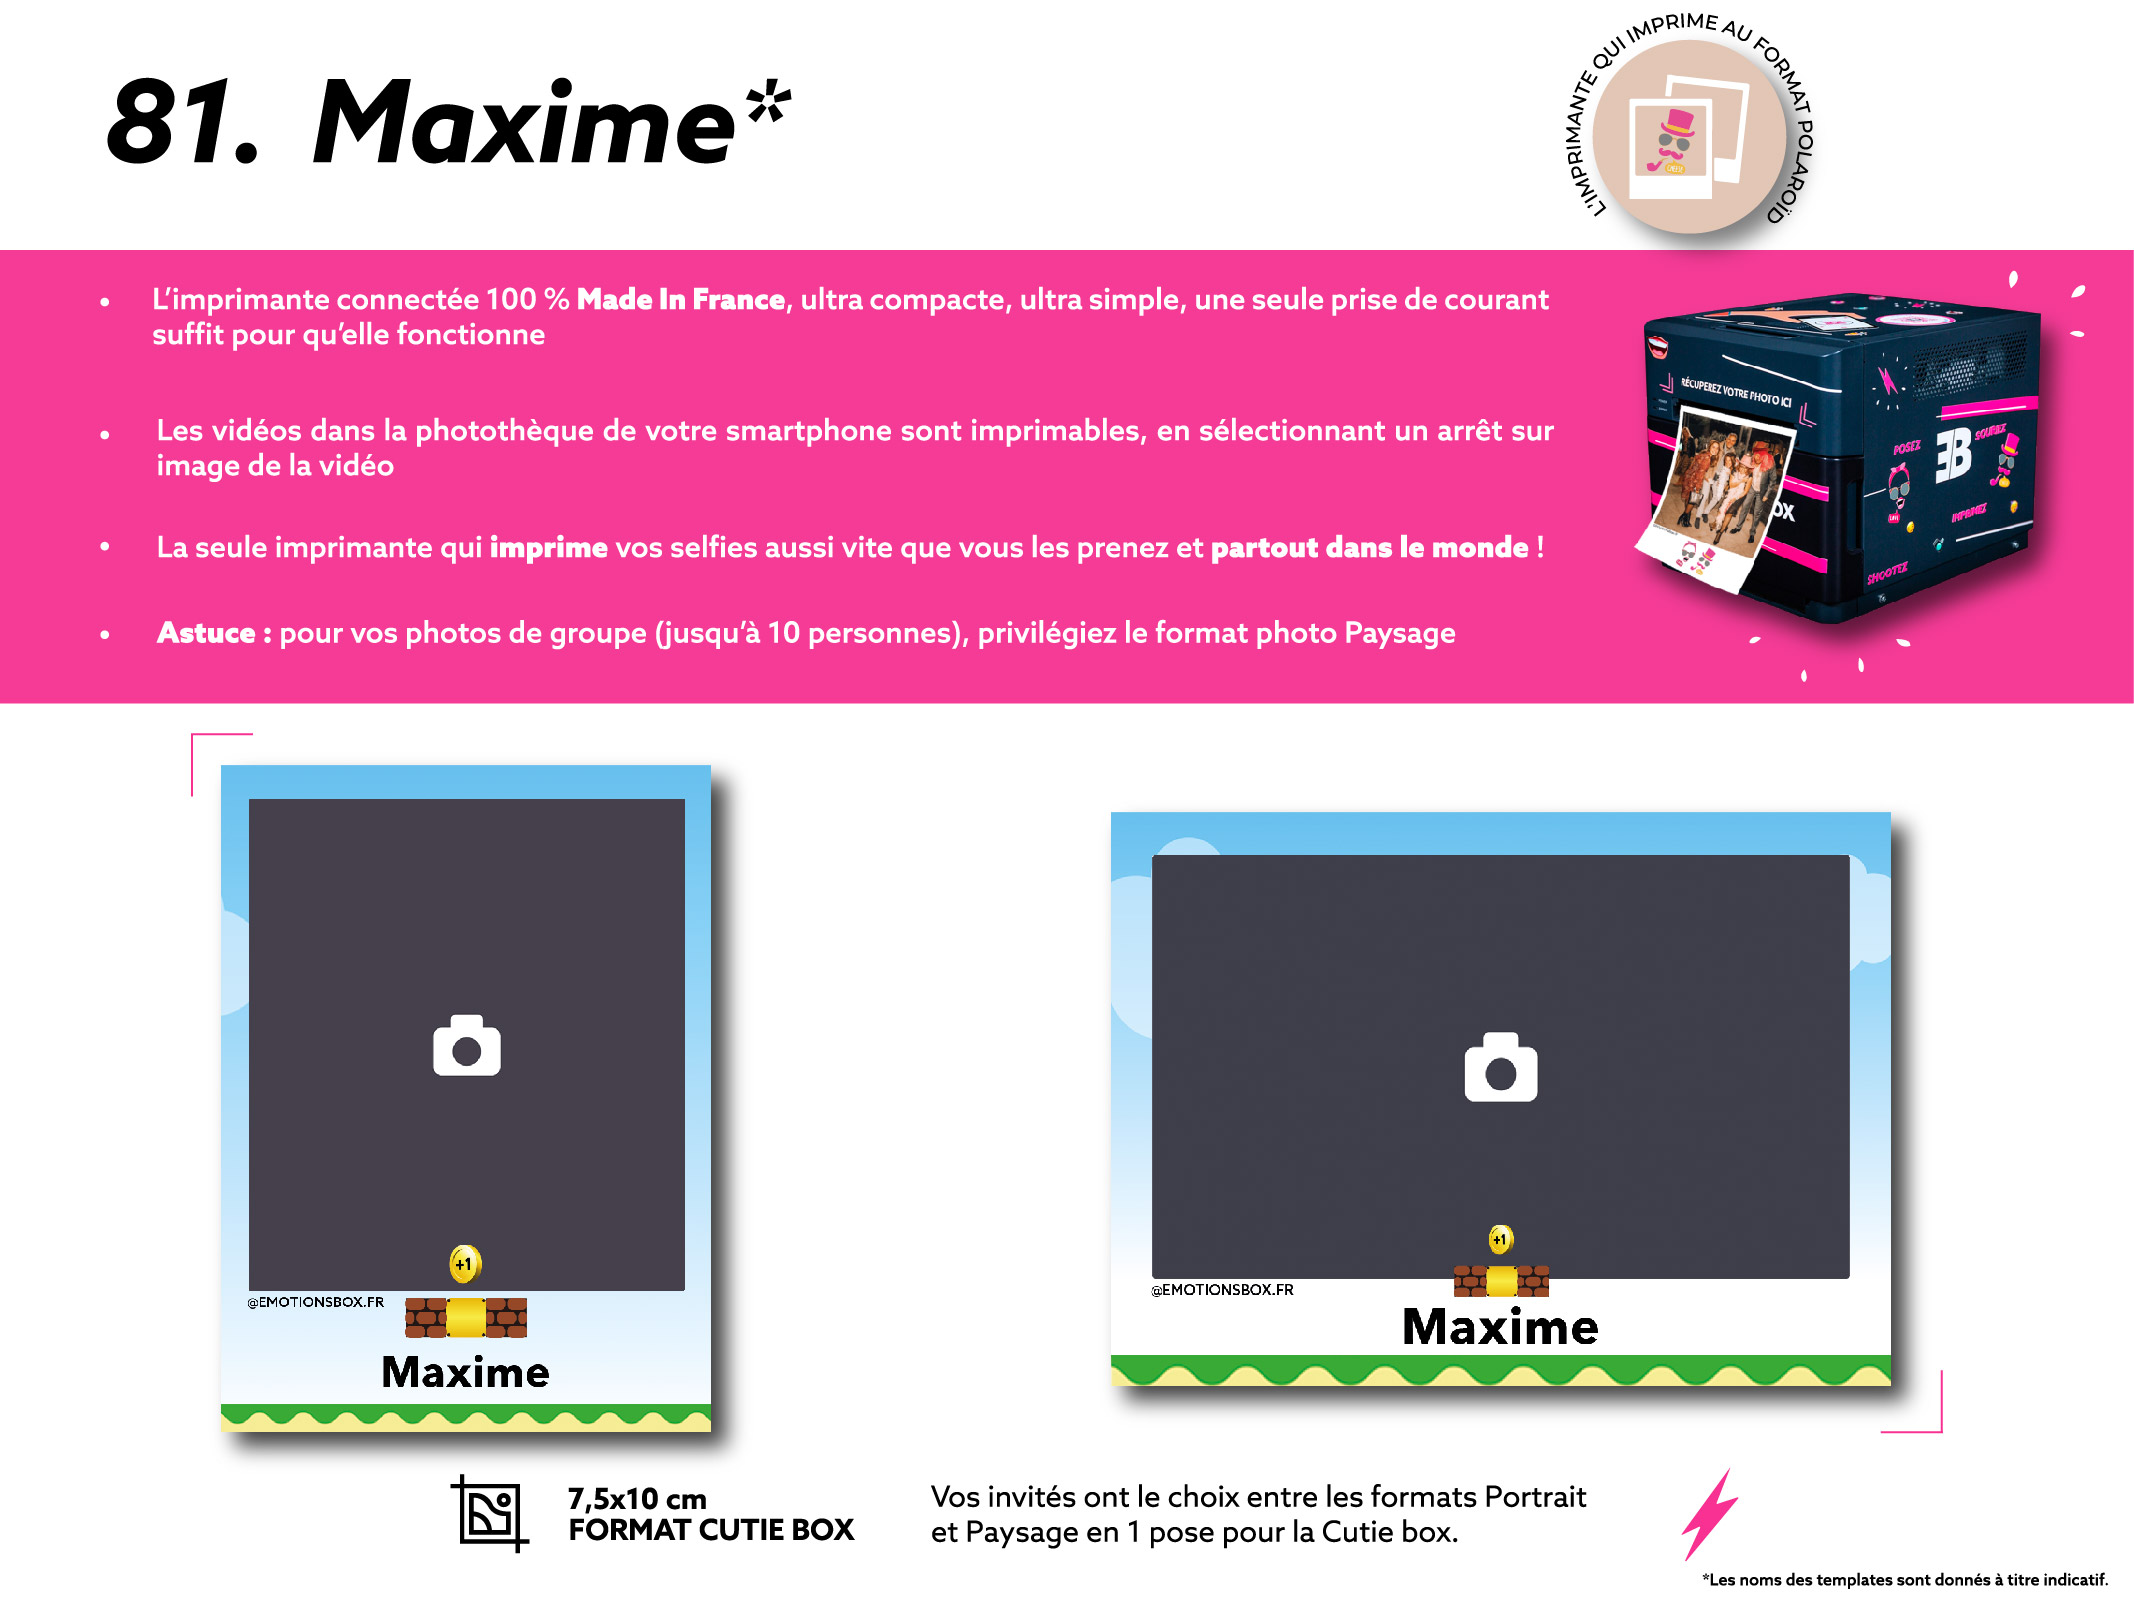 81. Maxime*
L'IMPRIMANTE QUI IMPRIME AU FORMAT POLAROÏD
• L'imprimante connectée 100 % Made In France, ultra compacte, ultra simple, une seule prise de courant
suffit pour qu'elle fonctionne
• Les vidéos dans la photothèque de votre smartphone sont imprimables, en sélectionnant un arrêt sur
image de la vidéo
• La seule imprimante qui imprime vos selfies aussi vite que vous les prenez et partout dans le monde !
• Astuce : pour vos photos de groupe (jusqu'à 10 personnes), privilégiez le format photo Paysage
RÉCUPEREZ VOTRE PHOTO ICI
POSEZ
SOURIEZ
EB
IMPRIMEZ
SHOOTEZ
OX
+1
@EMOTIONSBOX.FR
Maxime
+1
@EMOTIONSBOX.FR
Maxime
7,5x10 cm
FORMAT CUTIE BOX
Vos invités ont le choix entre les formats Portrait
et Paysage en 1 pose pour la Cutie box.
*Les noms des templates sont donnés à titre indicatif.